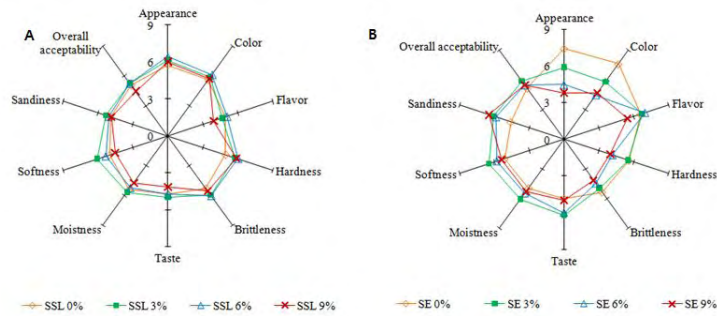 A
Appearance
9
6
3
0
Color
Flavor
Hardness
Brittleness
Taste
Moistness
Softness
Sandiness
Overall
acceptability
SSL 0%
SSL 3%
SSL 6%
SSL 9%
B
Appearance
9
6
3
0
Color
Flavor
Hardness
Brittleness
Taste
Moistness
Softness
Sandiness
Overall acceptability
SE 0%
SE 3%
SE 6%
SE 9%